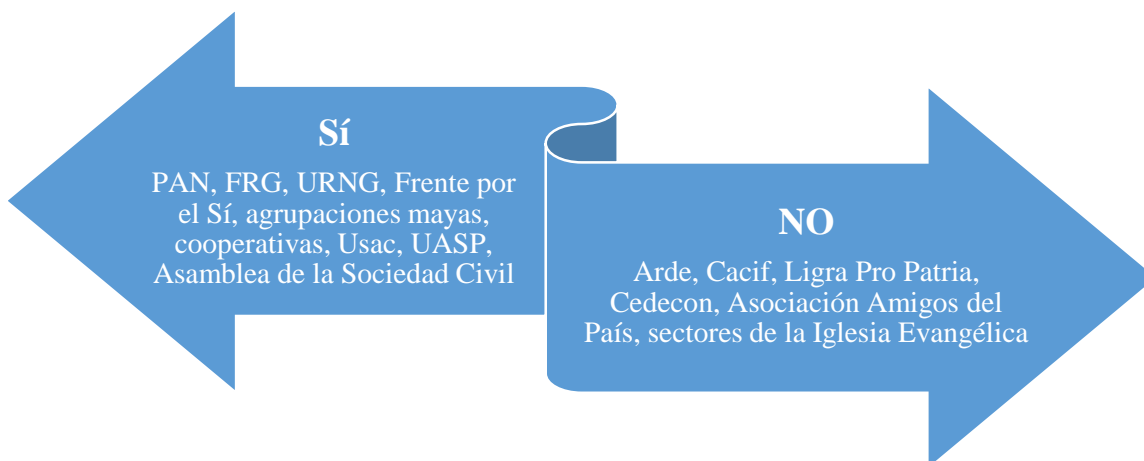 Sí
PAN, FRG, URNG, Frente por
el Sí, agrupaciones mayas,
cooperativas, Usac, UASP,
Asamblea de la Sociedad Civil
NO
Arde, Cacif, Ligra Pro Patria,
Cedecon, Asociación Amigos del
País, sectores de la Iglesia Evangélica